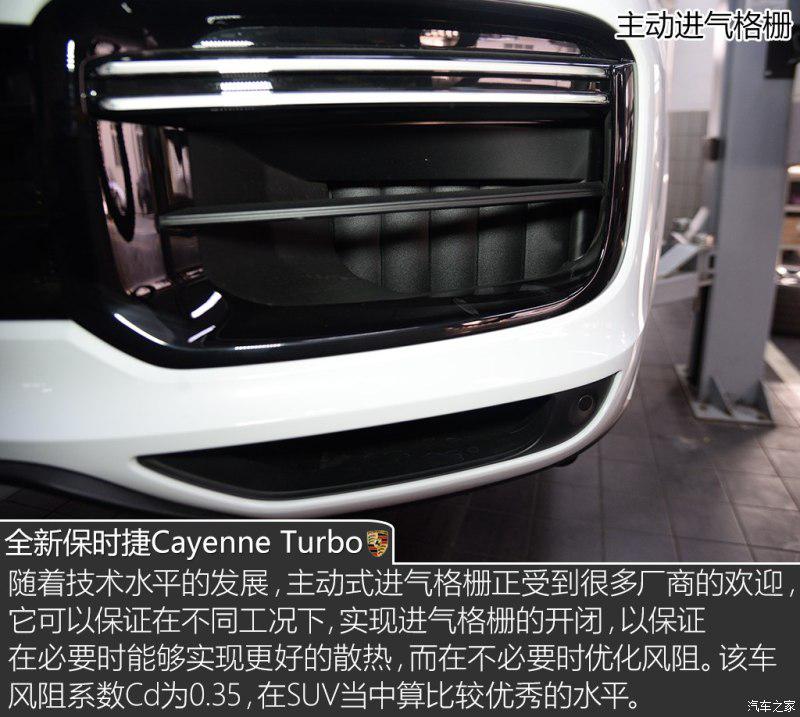 主动进气格栅
全新保时捷Cayenne Turbo
随着技术水平的发展,主动式进气格栅正受到很多厂商的欢迎,
它可以保证在不同工况下,实现进气格栅的开闭,以保证
在必要时能够实现更好的散热,而在不必要时优化风阻。该车
风阻系数Cd为0.35,在SUV当中算比较优秀的水平。
汽车之家